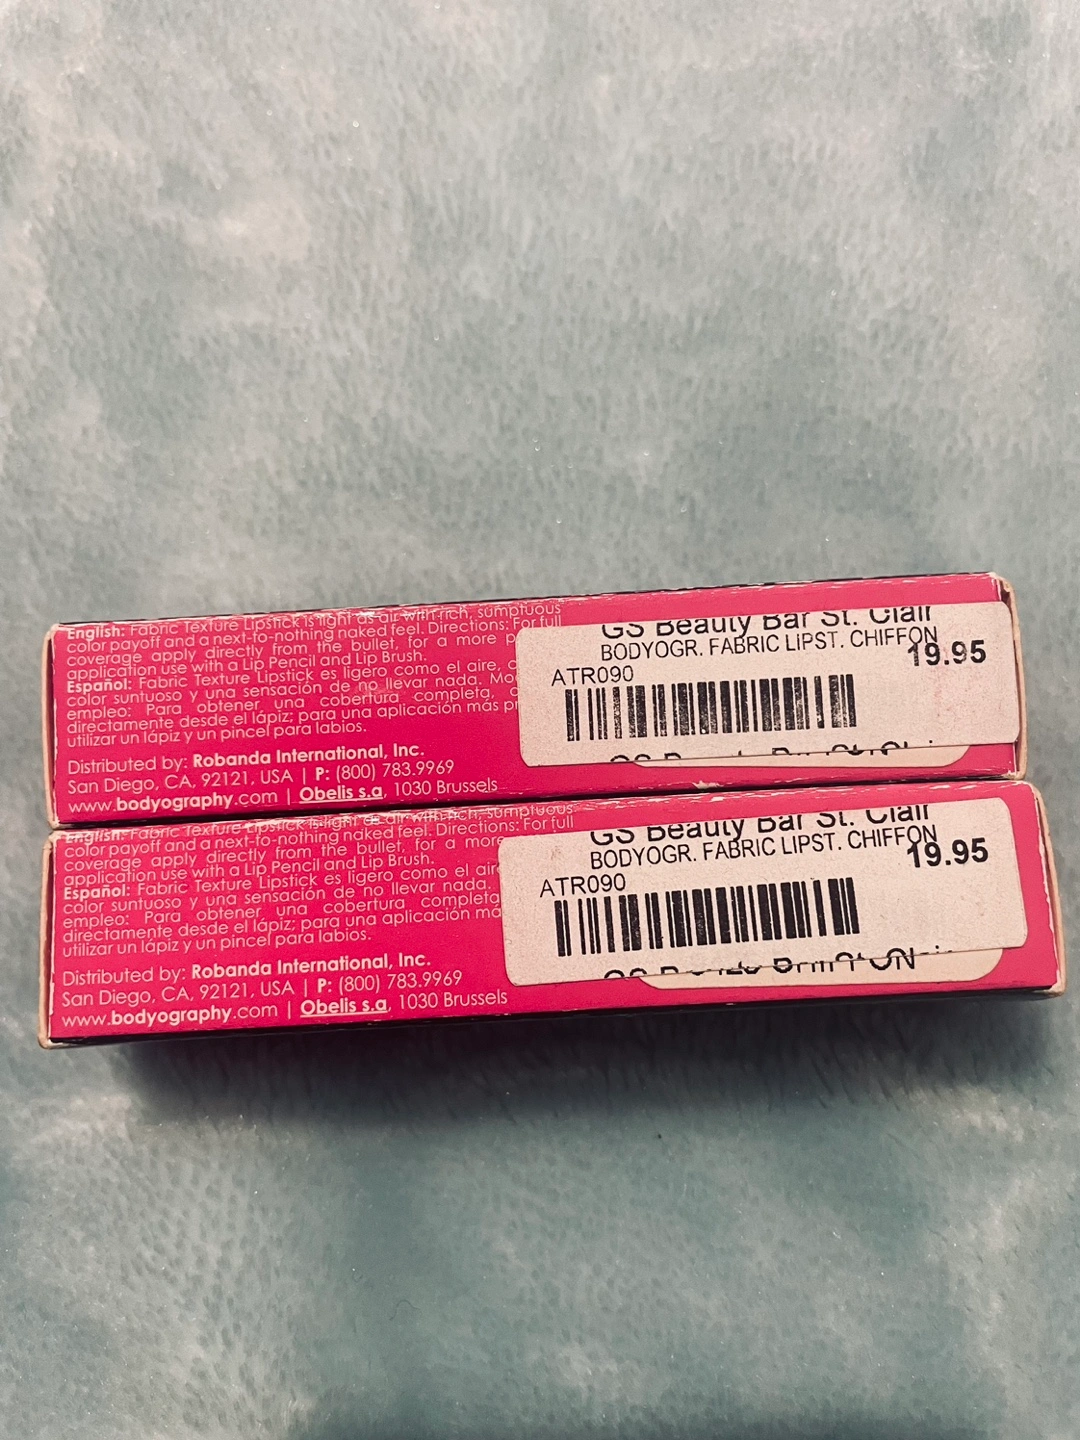 English: Fabric Texture Lipstick is light as air with rich, sumptuous
color payoff and a next-to-nothing naked feel. Directions: For full
coverage apply directly from the bullet, for a more
application use with a Lip Pencil and Lip Brush.
Español: Fabric Texture Lipstick es ligero como el aire,
color suntuoso y una sensación de no llevar nada.
empleo: Para obtener una cobertura completa,
directamente desde el lápiz; para una aplicación más
utilizar un lápiz y un pincel para labios.
Distributed by: Robanda International, Inc.
San Diego, CA, 92121, USA | P: (800) 783.9969
www.bodyography.com | Obelis s.a, 1030 Brussels
GS Beauty Bar St. Clair
BODYOGR. FABRIC LIPST. CHIFFON
19.95
ATR090
English: Fabric Texture Lipstick is light as air with rich, sumptuous
color payoff and a next-to-nothing naked feel. Directions: For full
coverage apply directly from the bullet, for a more
application use with a Lip Pencil and Lip Brush.
Español: Fabric Texture Lipstick es ligero como el aire
color suntuoso y una sensación de no llevar nada.
empleo: Para obtener una cobertura completa
directamente desde el lápiz; para una aplicación
utilizar un lápiz y un pincel para labios.
Distributed by: Robanda International, Inc.
San Diego, CA, 92121, USA | P: (800) 783.9969
www.bodyography.com | Obelis s.a, 1030 Brussels
GS Beauty Bar St. Clair
BODYOGR. FABRIC LIPST. CHIFFON
19.95
ATR090